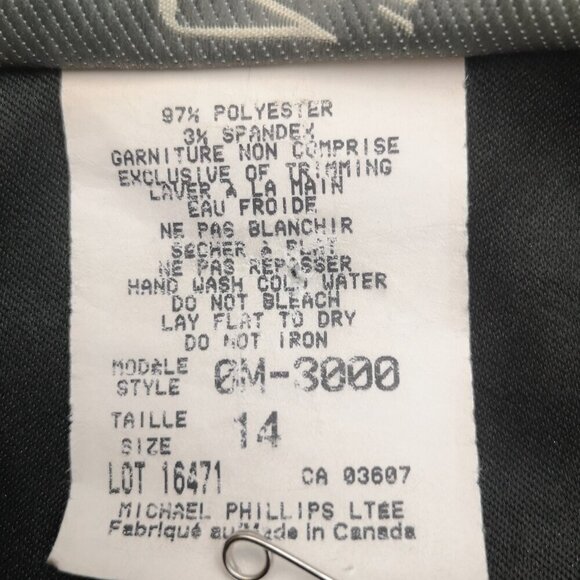 97% POLYESTER
3% SPANDEX
GARNITURE NON COMPRISE
EXCLUSIVE OF TRIMMING
LAVER À LA MAIN
EAU FROIDE
NE PAS BLANCHIR
SÉCHER À PLAT
NE PAS REPASSER
HAND WASH COLD WATER
DO NOT BLEACH
LAY FLAT TO DRY
DO NOT IRON
MODÈLE
STYLE GM-3000
TAILLE
SIZE 14
LOT 16471 CA 03607
MICHAEL PHILLIPS LTÉE
Fabriqué au/Made in Canada